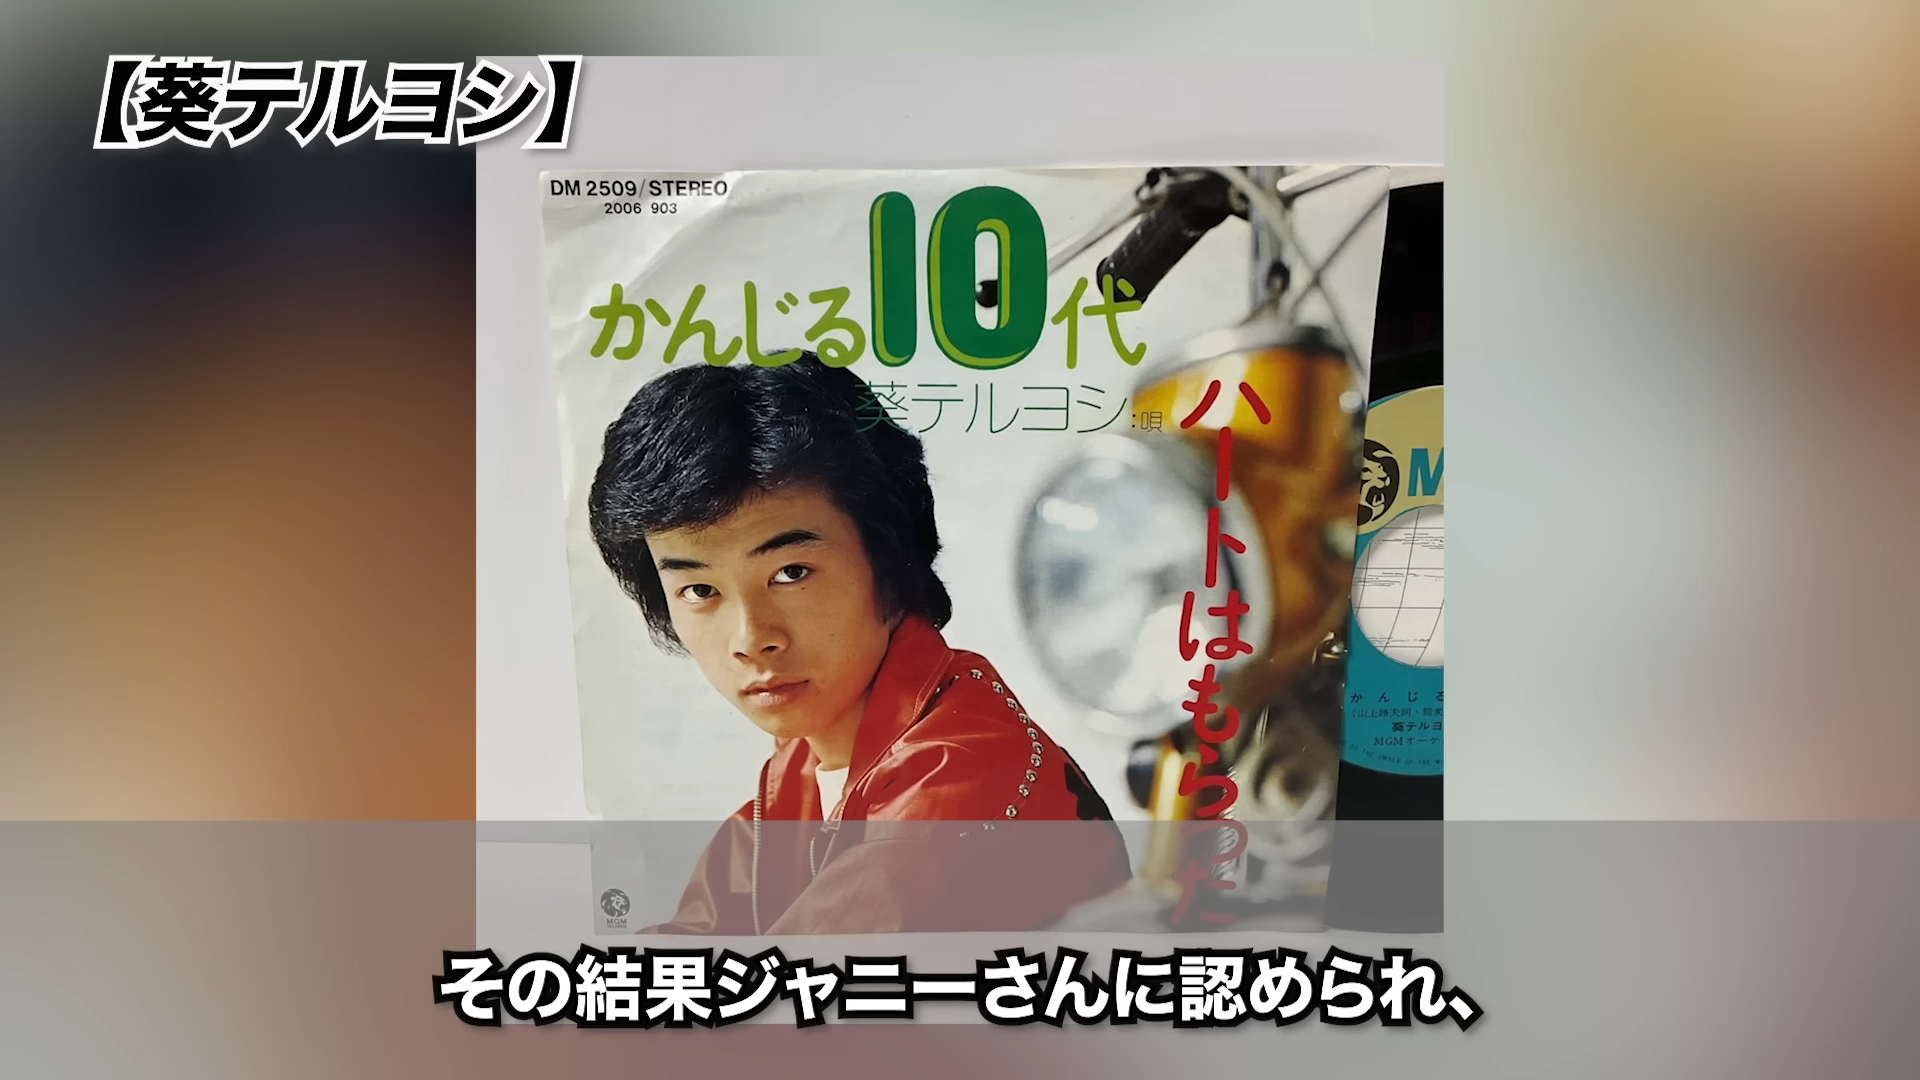 【葵テルヨシ】
DM 2509/STEREO
2006 903
かんじる10代
葵テルヨシ:唄
ハートはもらった
M
かんじる
葵テルヨ
MGMオーケ
MGM
その結果ジャニーさんに認められ、